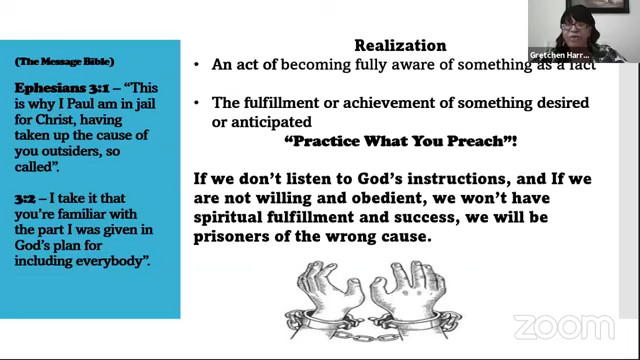 (The Message Bible)
Ephesians 3:1 – “This
is why I Paul am in jail
for Christ, having
taken up the cause of
you outsiders, so
called”.
3:2 – I take it that
you’re familiar with
the part I was given in
God’s plan for
including everybody”.
Realization
• An act of becoming fully aware of something as a fact
• The fulfillment or achievement of something desired
or anticipated
“Practice What You Preach”!
If we don’t listen to God’s instructions, and If we
are not willing and obedient, we won’t have
spiritual fulfillment and success, we will be
prisoners of the wrong cause.
Gretchen Harr...
zoom